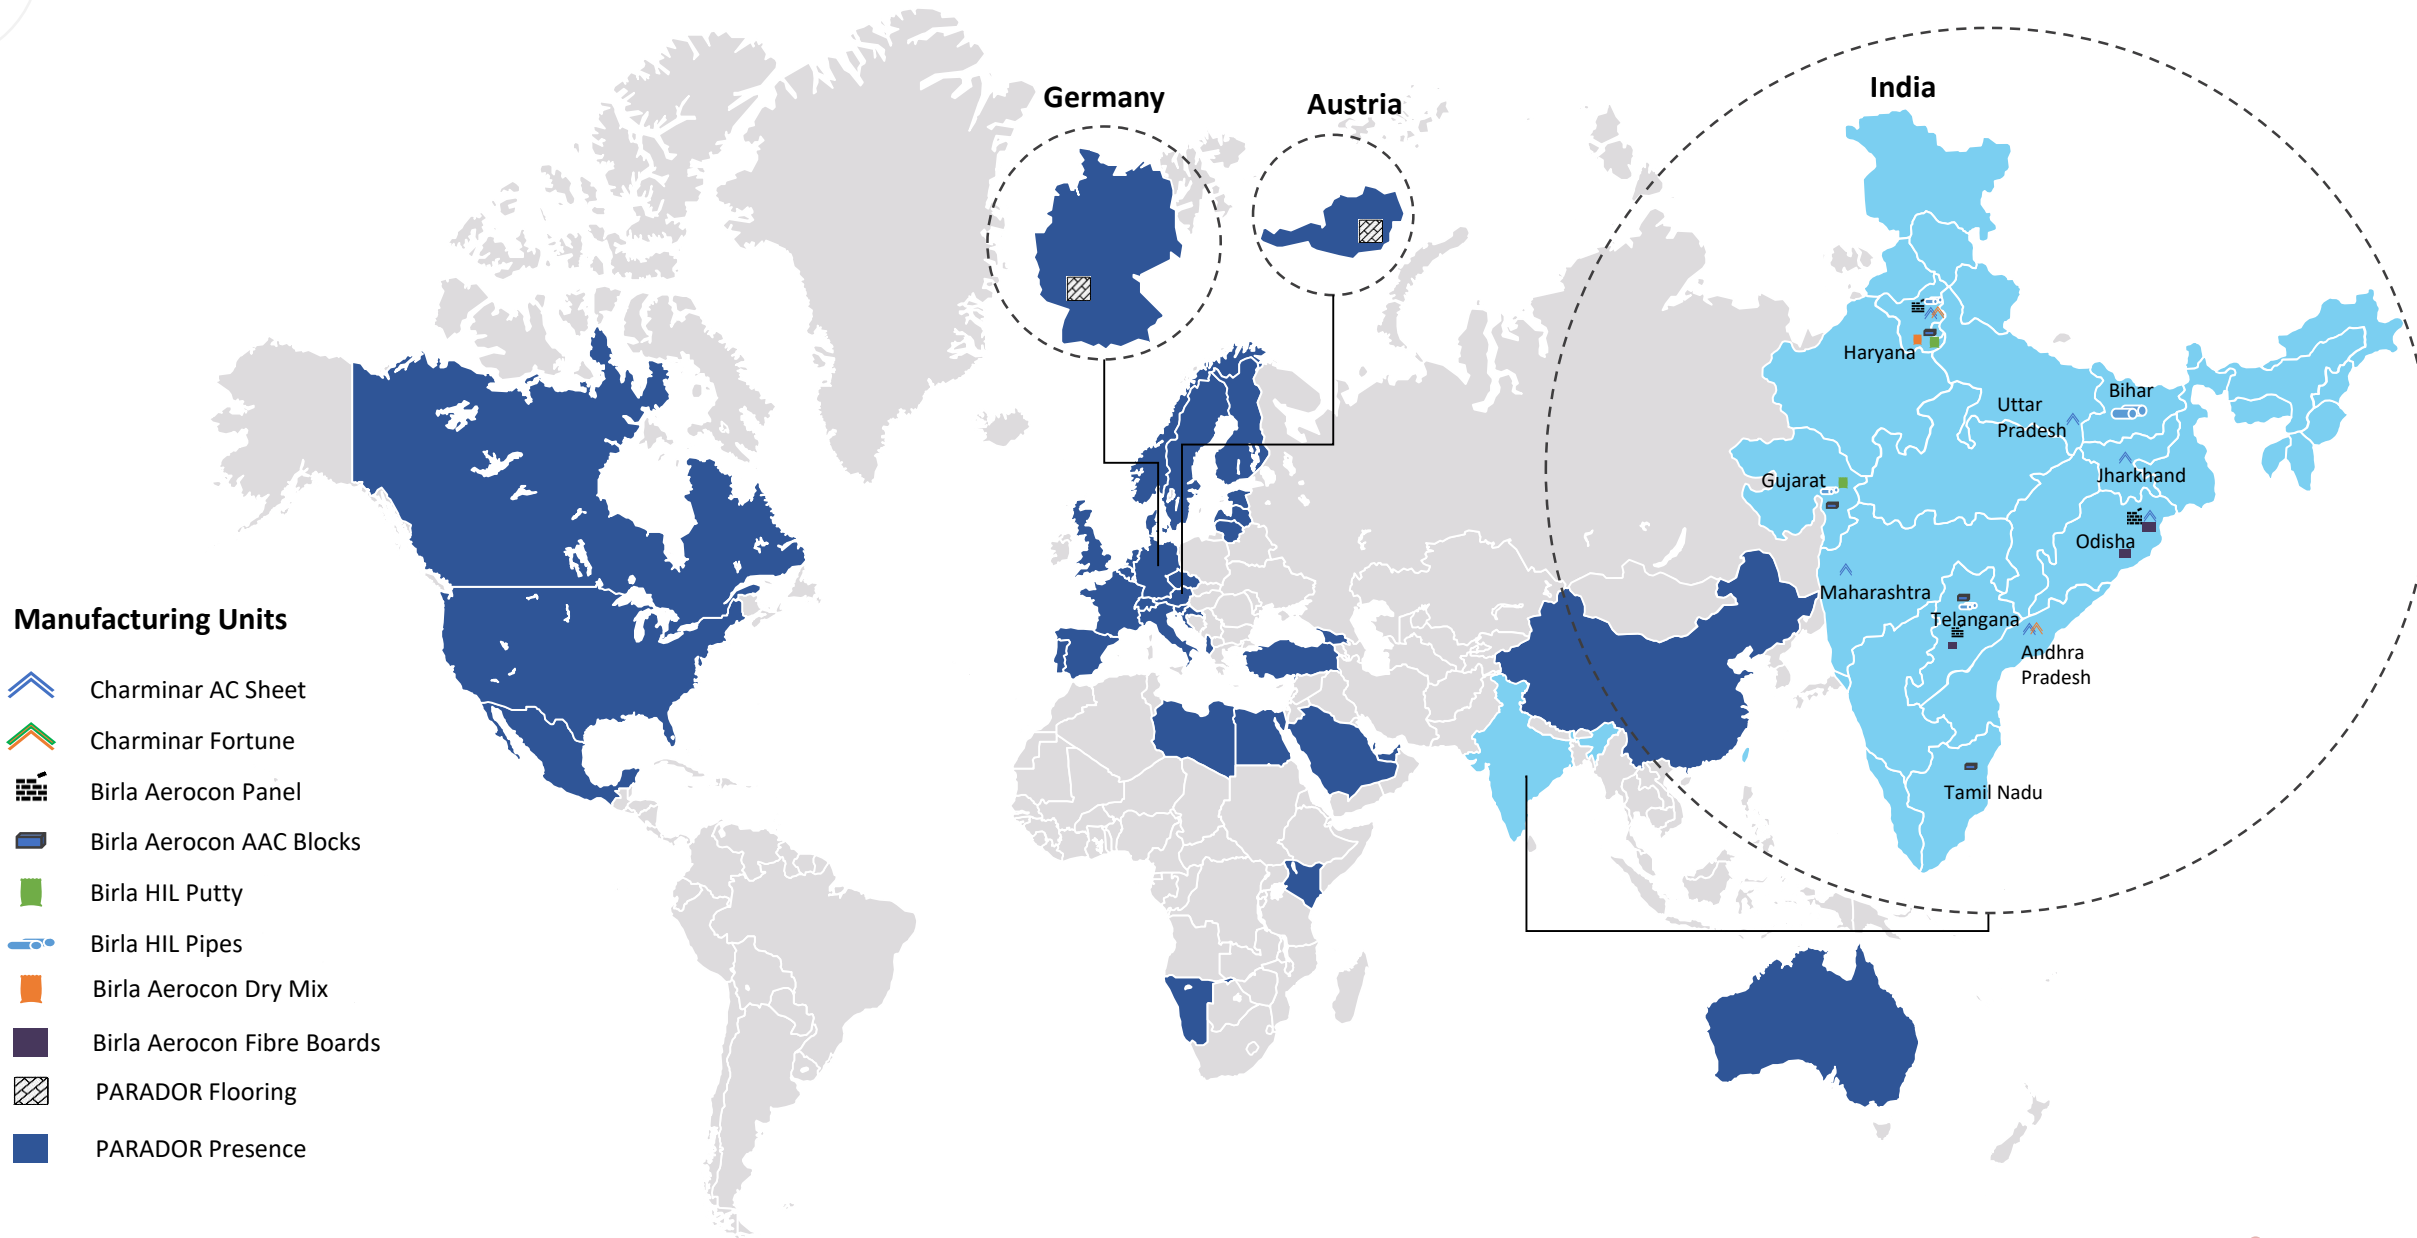 Germany
Austria
India
Haryana
Uttar
Pradesh
Bihar
Jharkhand
Gujarat
Odisha
Maharashtra
Telangana
Andhra
Pradesh
Tamil Nadu
Manufacturing Units
Charminar AC Sheet
Charminar Fortune
Birla Aerocon Panel
Birla Aerocon AAC Blocks
Birla HIL Putty
Birla HIL Pipes
Birla Aerocon Dry Mix
Birla Aerocon Fibre Boards
PARADOR Flooring
PARADOR Presence